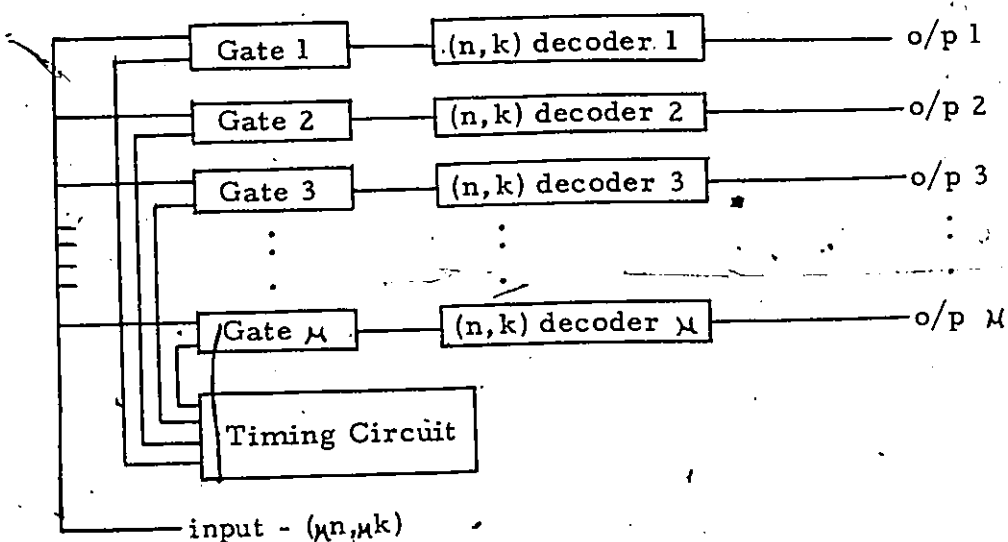 Gate 1 (n, k) decoder 1 o/p 1
Gate 2 (n, k) decoder 2 o/p 2
Gate 3 (n, k) decoder 3 o/p 3
Gate μ (n, k) decoder μ o/p μ
Timing Circuit
input - (μn, μk)